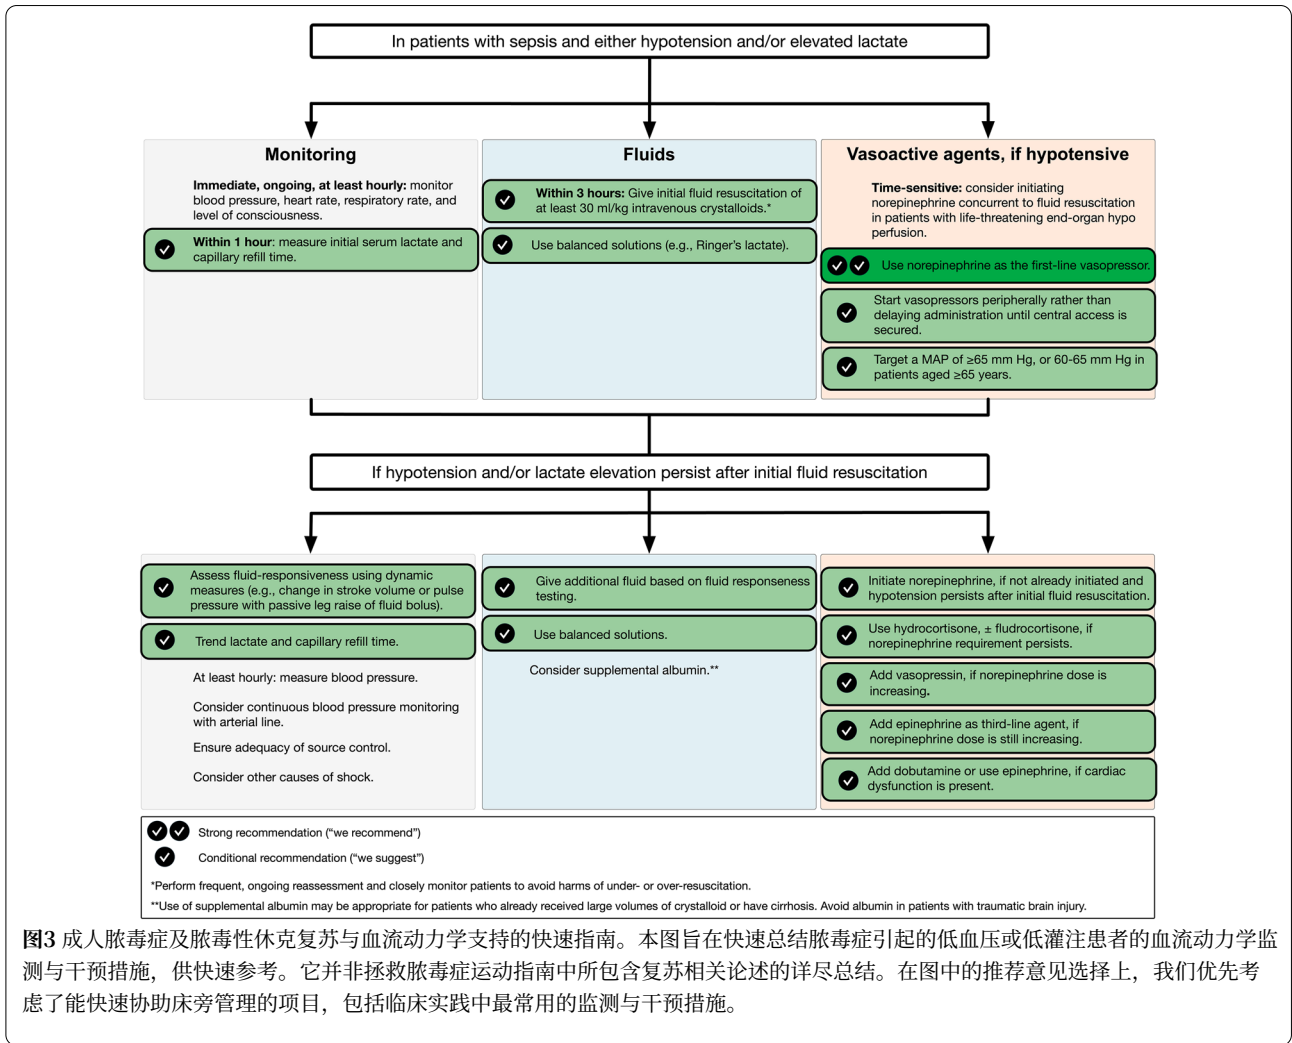 In patients with sepsis and either hypotension and/or elevated lactate
Monitoring
Immediate, ongoing, at least hourly: monitor
blood pressure, heart rate, respiratory rate, and
level of consciousness.
Within 1 hour: measure initial serum lactate and
capillary refill time.
Fluids
Within 3 hours: Give initial fluid resuscitation of
at least 30 ml/kg intravenous crystalloids.*
Use balanced solutions (e.g., Ringer's lactate).
Vasoactive agents, if hypotensive
Time-sensitive: consider initiating
norepinephrine concurrent to fluid resuscitation
in patients with life-threatening end-organ hypo
perfusion.
Use norepinephrine as the first-line vasopressor.
Start vasopressors peripherally rather than
delaying administration until central access is
secured.
Target a MAP of ≥65 mm Hg, or 60-65 mm Hg in
patients aged ≥65 years.
If hypotension and/or lactate elevation persist after initial fluid resuscitation
Assess fluid-responsiveness using dynamic
measures (e.g., change in stroke volume or pulse
pressure with passive leg raise of fluid bolus).
Trend lactate and capillary refill time.
At least hourly: measure blood pressure.
Consider continuous blood pressure monitoring
with arterial line.
Ensure adequacy of source control.
Consider other causes of shock.
Give additional fluid based on fluid responseness
testing.
Use balanced solutions.
Consider supplemental albumin.**
Initiate norepinephrine, if not already initiated and
hypotension persists after initial fluid resuscitation.
Use hydrocortisone, ± fludrocortisone, if
norepinephrine requirement persists.
Add vasopressin, if norepinephrine dose is
increasing.
Add epinephrine as third-line agent, if
norepinephrine dose is still increasing.
Add dobutamine or use epinephrine, if cardiac
dysfunction is present.
Strong recommendation ("we recommend")
Conditional recommendation ("we suggest")
*Perform frequent, ongoing reassessment and closely monitor patients to avoid harms of under- or over-resuscitation.
**Use of supplemental albumin may be appropriate for patients who already received large volumes of crystalloid or have cirrhosis. Avoid albumin in patients with traumatic brain injury.
图3 成人脓毒症及脓毒性休克复苏与血流动力学支持的快速指南。本图旨在快速总结脓毒症引起的低血压或低灌注患者的血流动力学监
测与干预措施，供快速参考。它并非拯救脓毒症运动指南中所包含复苏相关论述的详尽总结。在图中的推荐意见选择上，我们优先考
虑了能快速协助床旁管理的项目，包括临床实践中最常用的监测与干预措施。